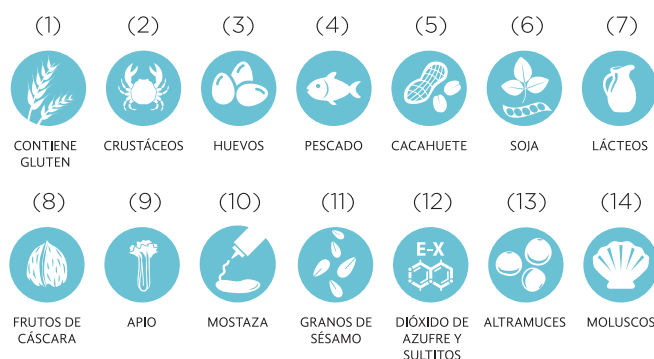 (1) (2) (3) (4) (5) (6) (7)
CONTIENE GLUTEN
CRUSTÁCEOS
HUEVOS
PESCADO
CACAHUETE
SOJA
LÁCTEOS
(8) (9) (10) (11) (12) (13) (14)
E-X
FRUTOS DE CÁSCARA
APIO
MOSTAZA
GRANOS DE SÉSAMO
DIÓXIDO DE AZUFRE Y SULTITOS
ALTRAMUCES
MOLUSCOS